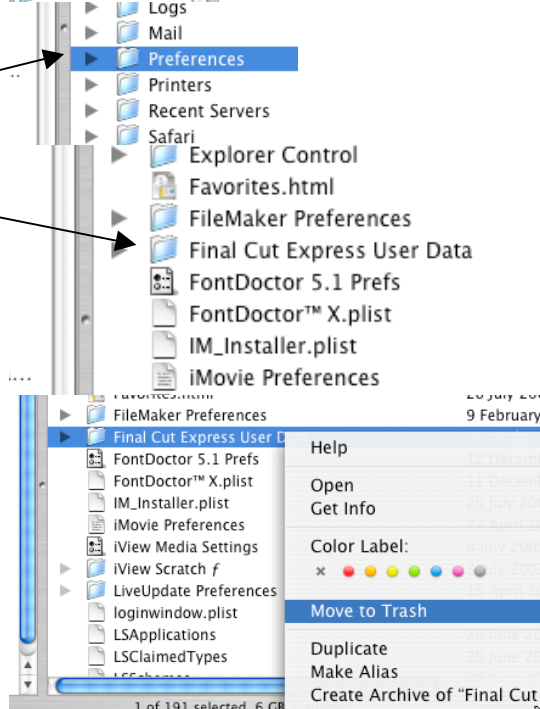 Logs
Mail
Preferences
Printers
Recent Servers
Safari
Explorer Control
Favorites.html
FileMaker Preferences
Final Cut Express User Data
FontDoctor 5.1 Prefs
FontDoctor™ X.plist
IM_Installer.plist
iMovie Preferences
FileMaker Preferences 9 February
Final Cut Express User D
FontDoctor 5.1 Prefs
FontDoctor™ X.plist
IM_Installer.plist
iMovie Preferences
iView Media Settings
iView Scratch ƒ
LiveUpdate Preferences
loginwindow.plist
LSApplications
LSClaimedTypes
1 of 191 selected, 6 GB
Help
Open
Get Info
Color Label:
×
Move to Trash
Duplicate
Make Alias
Create Archive of “Final Cut